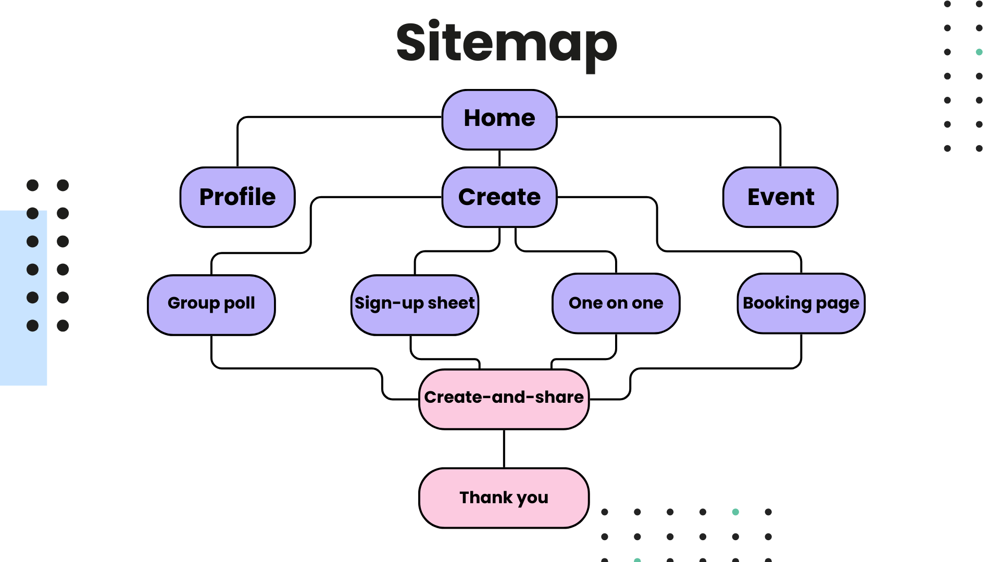 Sitemap
Home
Profile
Create
Event
Group poll
Sign-up sheet
One on one
Booking page
Create-and-share
Thank you